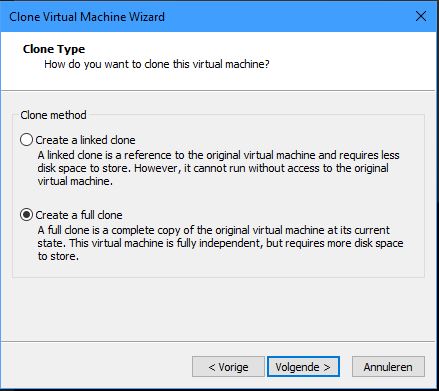 Clone Virtual Machine Wizard
Clone Type
How do you want to clone this virtual machine?
Clone method
Create a linked clone
A linked clone is a reference to the original virtual machine and requires less
disk space to store. However, it cannot run without access to the original
virtual machine.
Create a full clone
A full clone is a complete copy of the original virtual machine at its current
state. This virtual machine is fully independent, but requires more disk space
to store.
< Vorige
Volgende >
Annuleren